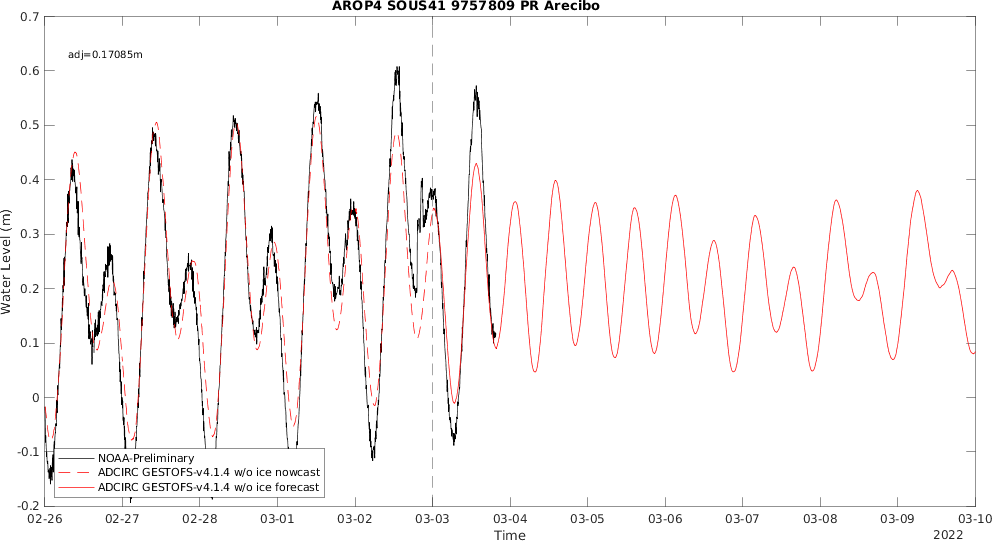 AROP4 SOUS41 9757809 PR Arecibo
adj=0.17085m
Water Level (m)
0.7
0.6
0.5
0.4
0.3
0.2
0.1
0
-0.1
-0.2
NOAA-Preliminary
ADCIRC GESTOFS-v4.1.4 w/o ice nowcast
ADCIRC GESTOFS-v4.1.4 w/o ice forecast
02-26 02-27 02-28 03-01 03-02 03-03 03-04 03-05 03-06 03-07 03-08 03-09 03-10
Time
2022